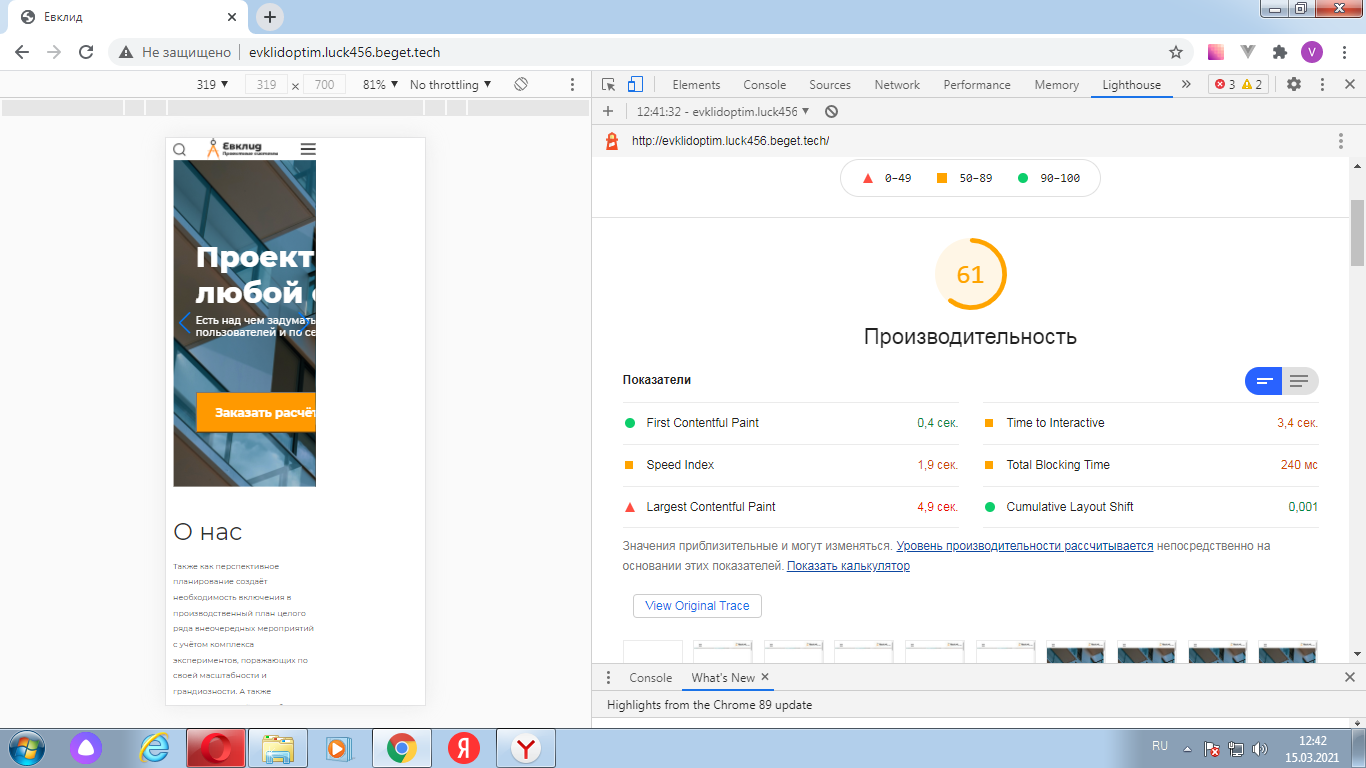 Евклид
Не защищено
evklidoptim.luck456.beget.tech
V
319 ▼ 319 × 700 81% ▼ No throttling ▼
Elements Console Sources Network Performance Memory Lighthouse » 3 2
12:41:32 - evklidoptim.luck456 ▼
http://evklidoptim.luck456.beget.tech/
0–49 50–89 90–100
61
Производительность
Показатели
First Contentful Paint 0,4 сек.
Time to Interactive 3,4 сек.
Speed Index 1,9 сек.
Total Blocking Time 240 мс
Largest Contentful Paint 4,9 сек.
Cumulative Layout Shift 0,001
Значения приблизительные и могут изменяться. Уровень производительности рассчитывается непосредственно на
основании этих показателей. Показать калькулятор
View Original Trace
Console What's New ×
Highlights from the Chrome 89 update
Евклид
Проект
любой
Есть над чем задумать
пользователей и по се
Заказать расчёт
О нас
Также как перспективное
планирование создаёт
необходимость включения в
производственный план целого
ряда внеочередных мероприятий
с учётом комплекса
экспериментов, поражающих по
своей масштабности и
грандиозности. А также
RU
12:42
15.03.2021